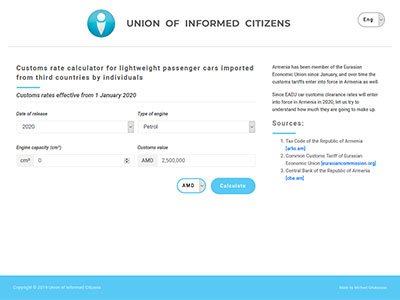 UNION OF INFORMED CITIZENS
Eng
Customs rate calculator for lightweight passenger cars imported
from third countries by individuals
Customs rates effective from 1 January 2020
Date of release
Type of engine
2020
Petrol
Engine capacity (cm³)
Customs value
cm³
0
AMD
2,500,000
AMD
Calculate
Armenia has been member of the Eurasian
Economic Union since January, and over time the
customs tariffs enter into force in Armenia as well.
Since EAEU car customs clearance rates will enter
into force in Armenia in 2020, let us try to
understand how much they are going to make up.
Sources:
1. Tax Code of the Republic of Armenia
[arlis.am]
2. Common Customs Tariff of Eurasian
Economic Union [eurasiancommission.org]
3. Central Bank of the Republic of Armenia
[cba.am]
Copyright © 2019 Union of Informed Citizens
Made by